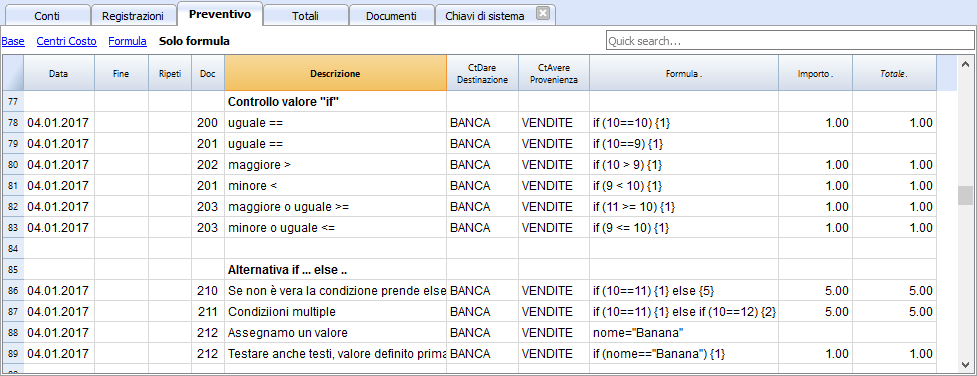 Conti Registrazioni Preventivo Totali Documenti Chiavi di sistema
Base Centri Costo Formula Solo formula Quick search...
Data Fine Ripeti Doc Descrizione CtDare Destinazione CtAvere Provenienza Formula . Importo . Totale .
77 Controllo valore "if"
78 04.01.2017 200 uguale == BANCA VENDITE if (10==10) {1} 1.00 1.00
79 04.01.2017 201 uguale == BANCA VENDITE if (10==9) {1}
80 04.01.2017 202 maggiore > BANCA VENDITE if (10 > 9) {1} 1.00 1.00
81 04.01.2017 201 minore < BANCA VENDITE if (9 < 10) {1} 1.00 1.00
82 04.01.2017 203 maggiore o uguale >= BANCA VENDITE if (11 >= 10) {1} 1.00 1.00
83 04.01.2017 203 minore o uguale <= BANCA VENDITE if (9 <= 10) {1} 1.00 1.00
84
85 Alternativa if ... else ..
86 04.01.2017 210 Se non è vera la condizione prende else BANCA VENDITE if (10==11) {1} else {5} 5.00 5.00
87 04.01.2017 211 Condiziioni multiple BANCA VENDITE if (10==11) {1} else if (10==12) {2} 5.00 5.00
88 04.01.2017 212 Assegnamo un valore BANCA VENDITE nome="Banana"
89 04.01.2017 212 Testare anche testi, valore definito prima BANCA VENDITE if (nome=="Banana") {1} 1.00 1.00